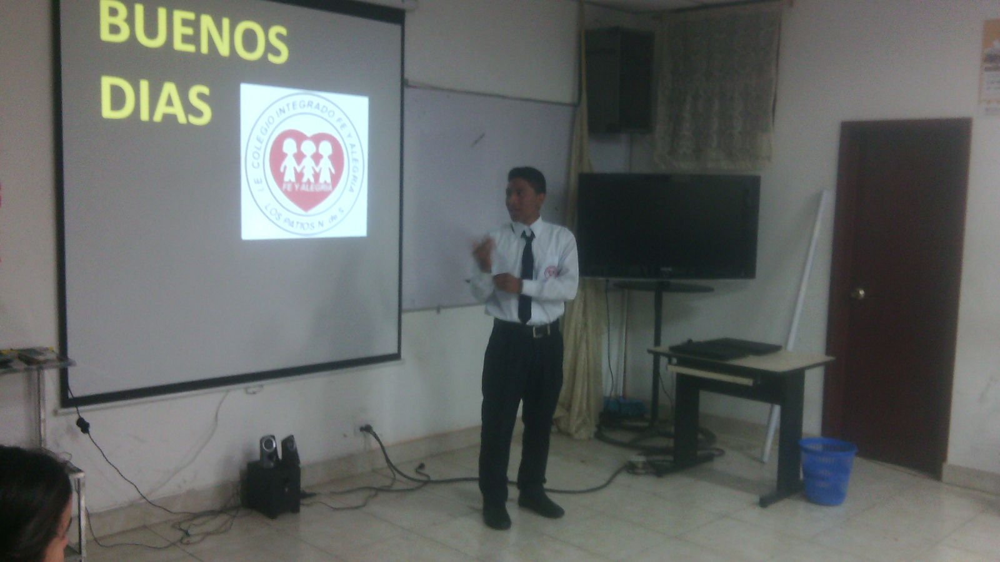 BUENOS
DIAS
I.E. COLEGIO INTEGRADO FE Y ALEGRIA
FE Y ALEGRIA
LOS PATIOS N. de S.